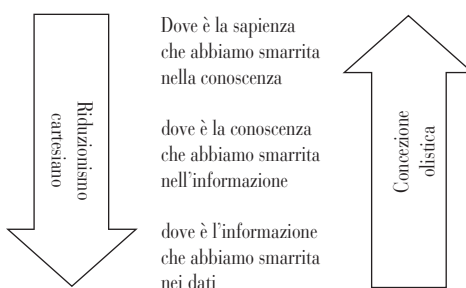 Riduzionismo
cartesiano
Dove è la sapienza
che abbiamo smarrita
nella conoscenza
dove è la conoscenza
che abbiamo smarrita
nell'informazione
dove è l'informazione
che abbiamo smarrita
nei dati
Concezione
olistica